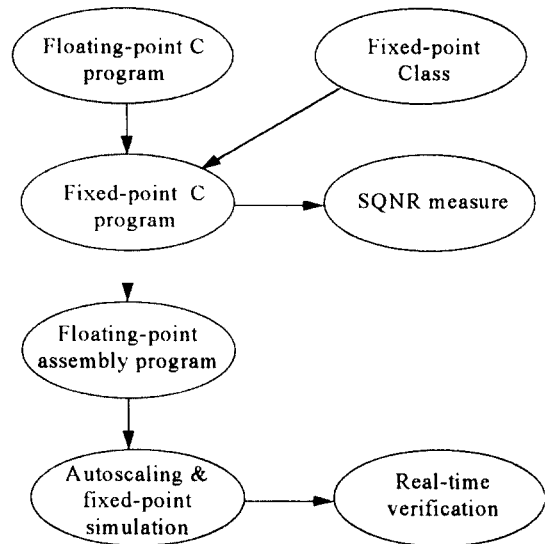 Floating-point C
program
Fixed-point
Class
Fixed-point C
program
SQNR measure
Floating-point
assembly program
Autoscaling &
fixed-point
simulation
Real-time
verification